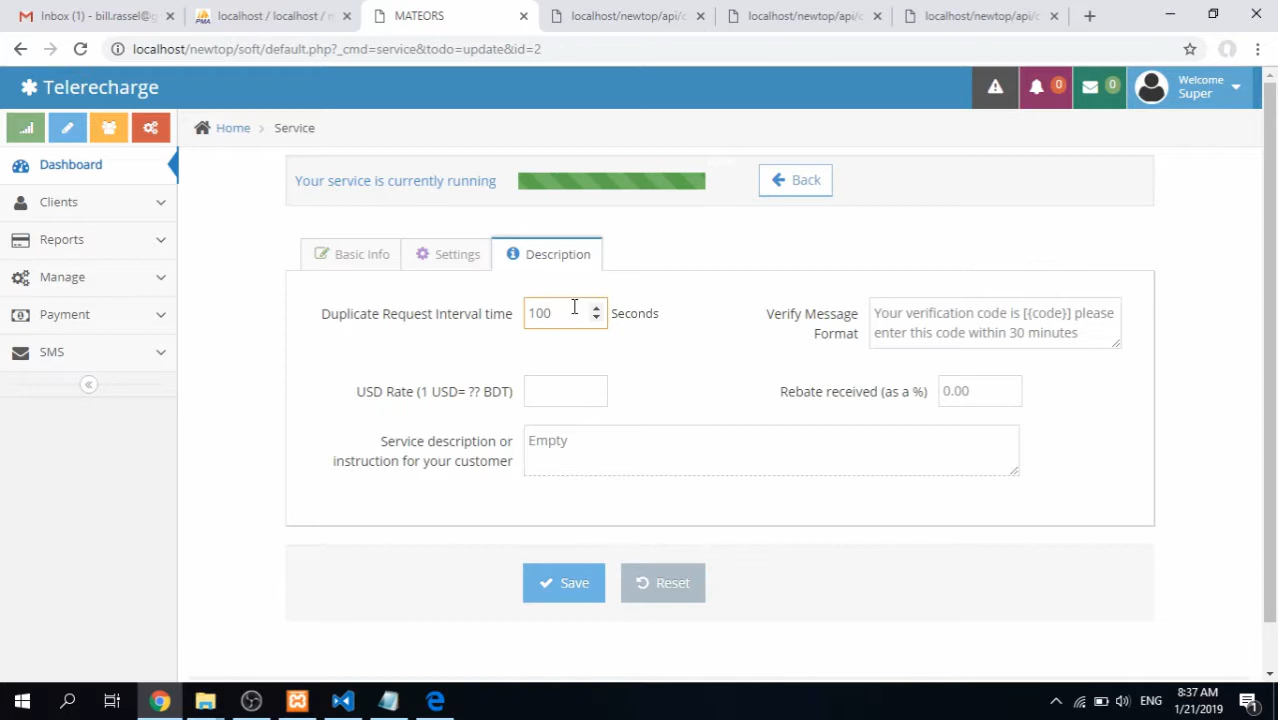 Inbox (1) - bill.rassel@g
localhost / localhost / n
MATEORS
localhost/newtop/api/c
localhost/newtop/api/c
localhost/newtop/api/c
localhost/newtop/soft/default.php?_cmd=service&todo=update&id=2
Telerecharge
0
0
Welcome
Super
Home
Service
Dashboard
Clients
Reports
Manage
Payment
SMS
Your service is currently running
Back
Basic Info
Settings
Description
Duplicate Request Interval time
100
Seconds
Verify Message
Format
Your verification code is [{code}] please
enter this code within 30 minutes
USD Rate (1 USD= ?? BDT)
Rebate received (as a %)
0.00
Service description or
instruction for your customer
Empty
Save
Reset
ENG
8:37 AM
1/21/2019
1